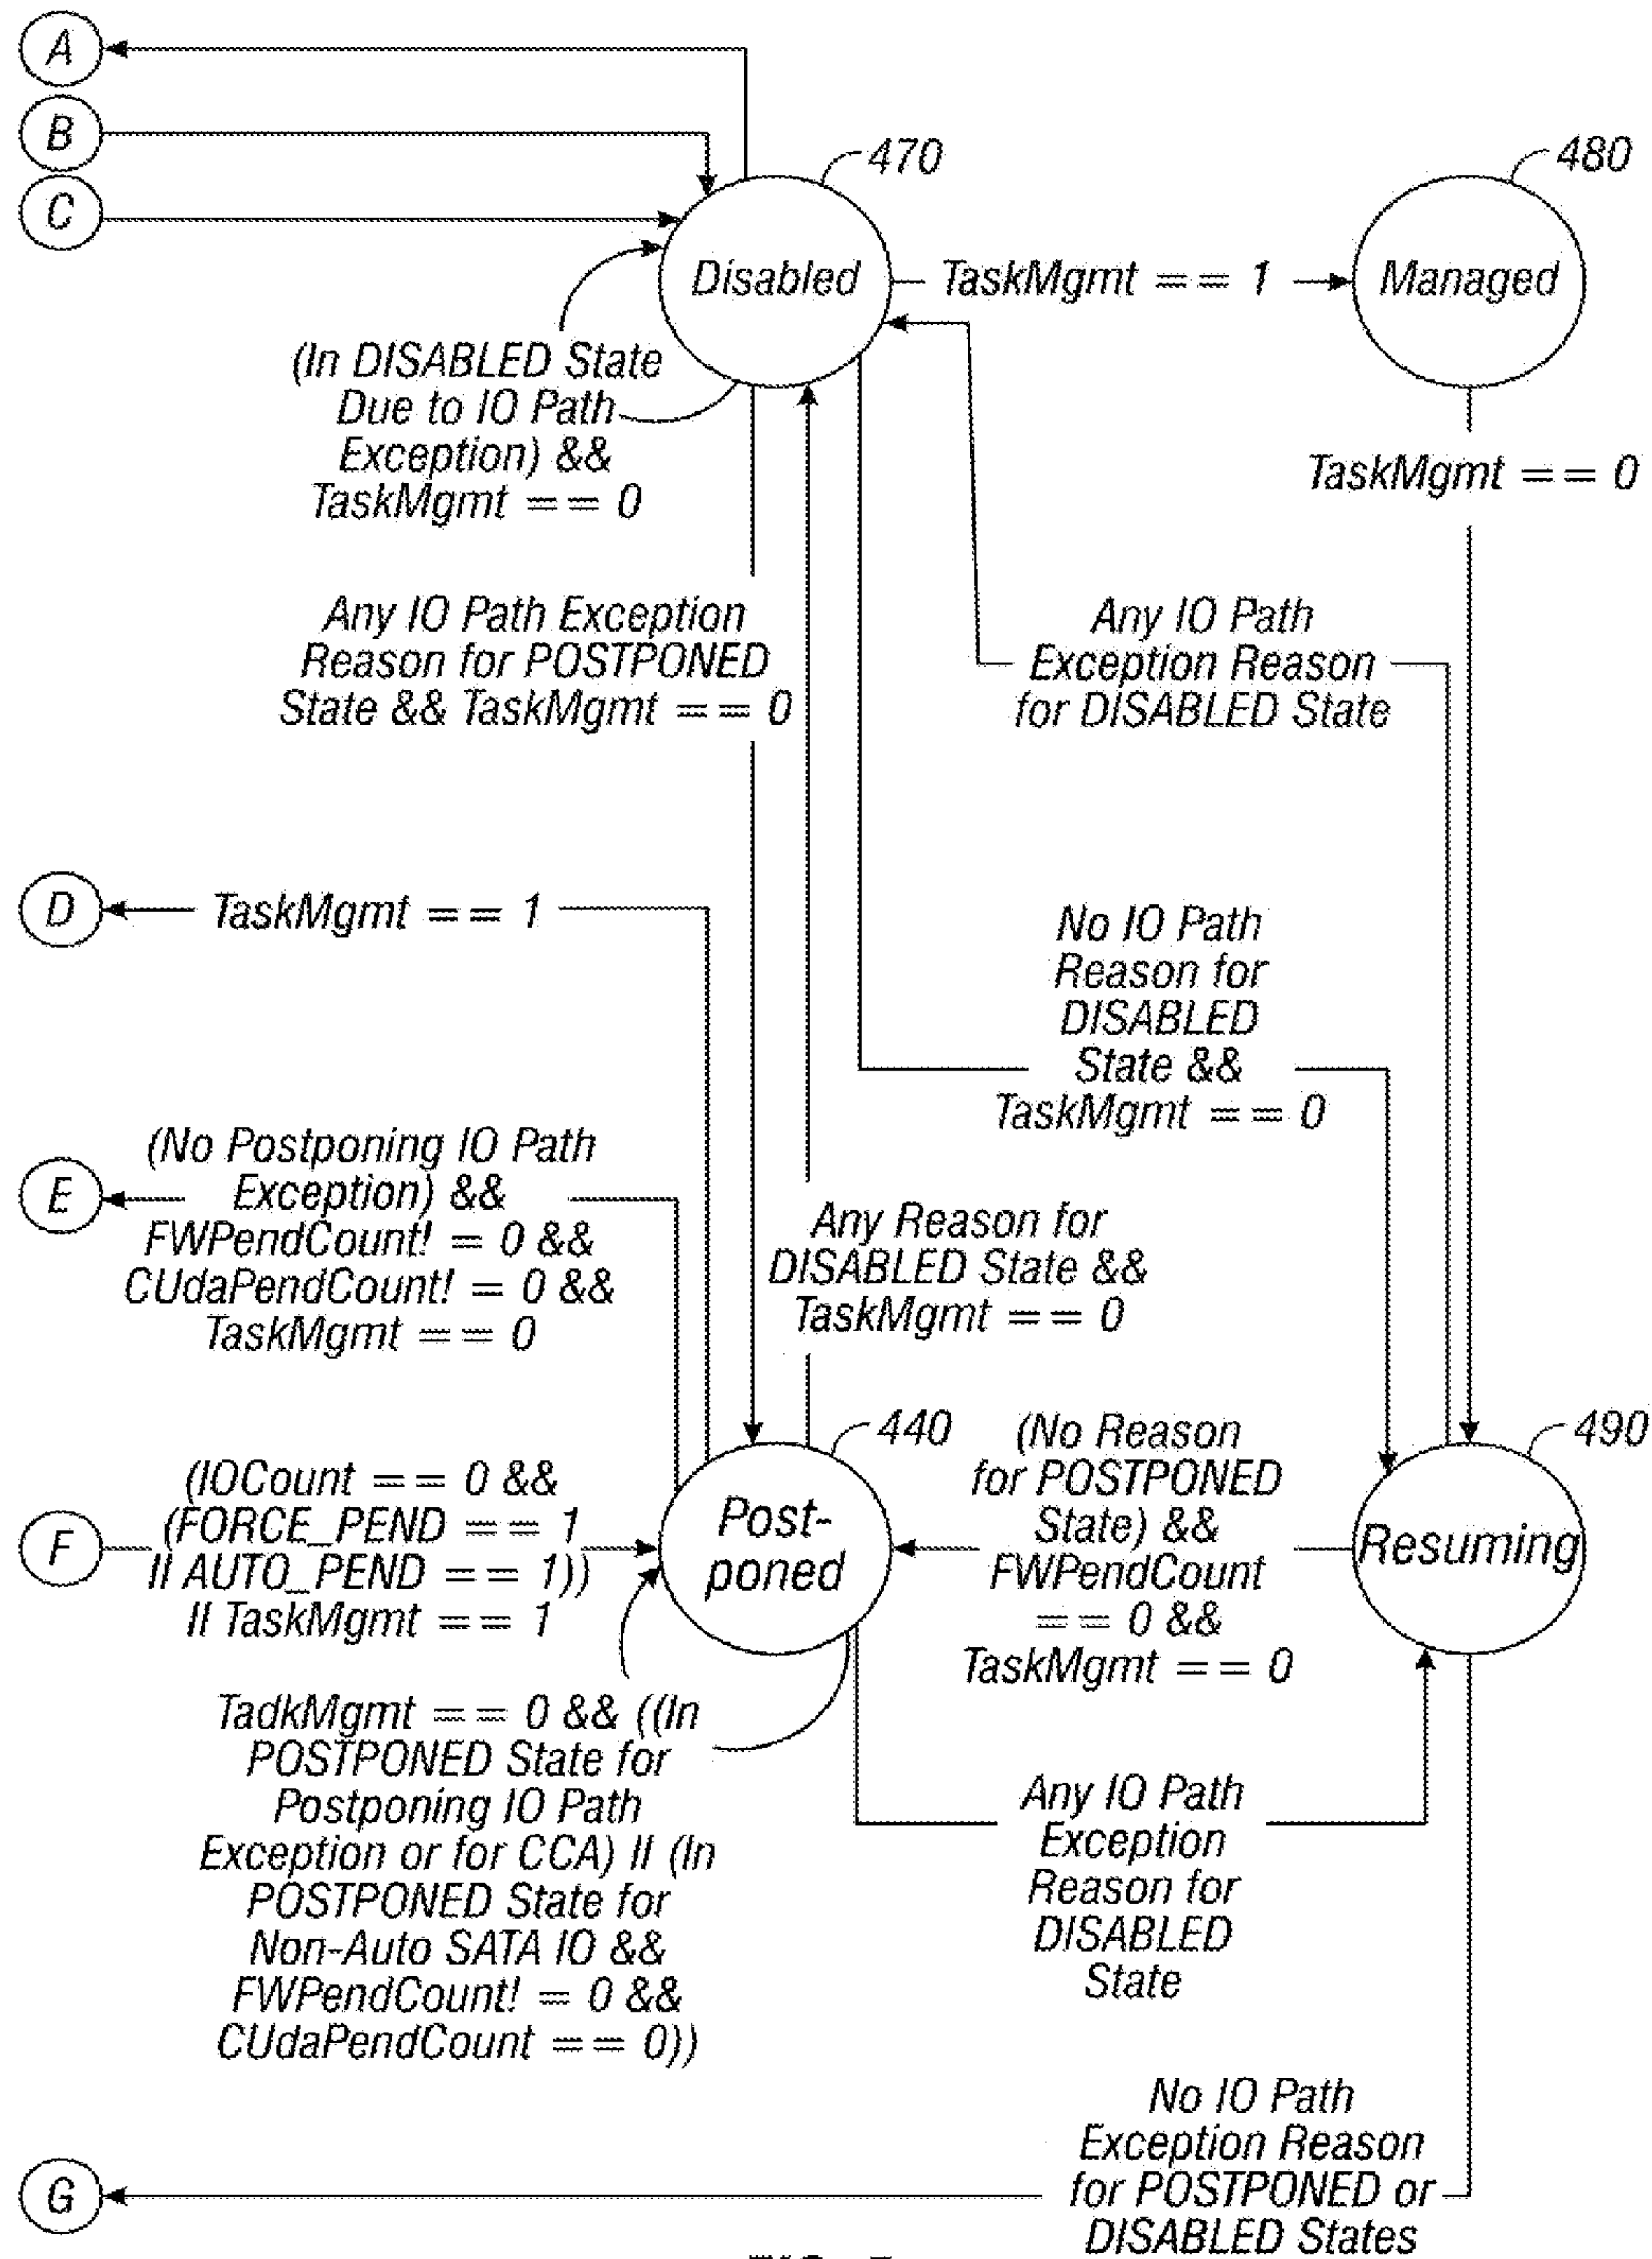 A
B
C
470
480
Disabled
TaskMgmt == 1
Managed
(In DISABLED State
Due to IO Path
Exception) &&
TaskMgmt == 0
TaskMgmt == 0
Any IO Path Exception
Reason for POSTPONED
State && TaskMgmt == 0
Any IO Path
Exception Reason
for DISABLED State
D
TaskMgmt == 1
No IO Path
Reason for
DISABLED
State &&
TaskMgmt == 0
E
(No Postponing IO Path
Exception) &&
FWPendCount! = 0 &&
CUdaPendCount! = 0 &&
TaskMgmt == 0
Any Reason for
DISABLED State &&
TaskMgmt == 0
440
490
F
(IOCount == 0 &&
(FORCE_PEND == 1
II AUTO_PEND == 1))
II TaskMgmt == 1
Post-
poned
(No Reason
for POSTPONED
State) &&
FWPendCount
== 0 &&
TaskMgmt == 0
Resuming
TadkMgmt == 0 && ((In
POSTPONED State for
Postponing IO Path
Exception or for CCA) II (In
POSTPONED State for
Non-Auto SATA IO &&
FWPendCount! = 0 &&
CUdaPendCount == 0))
Any IO Path
Exception
Reason for
DISABLED
State
G
No IO Path
Exception Reason
for POSTPONED or
DISABLED States